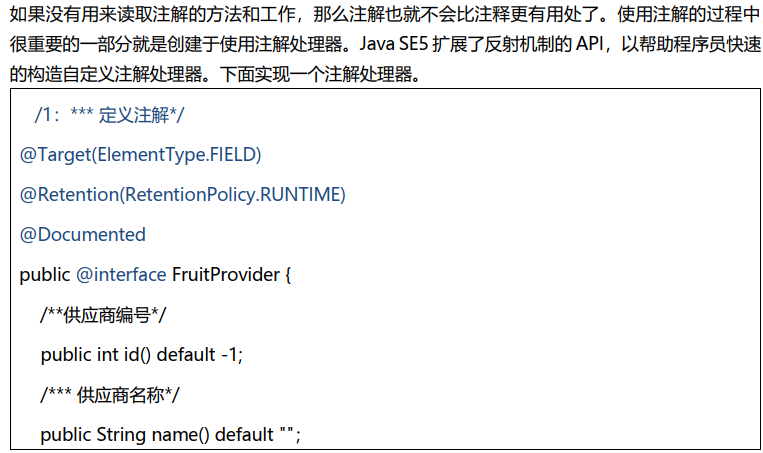 如果没有用来读取注解的方法和工作，那么注解也就不会比注释更有用处了。使用注解的过程中
很重要的一部分就是创建于使用注解处理器。Java SE5 扩展了反射机制的 API，以帮助程序员快速
的构造自定义注解处理器。下面实现一个注解处理器。
/1：*** 定义注解*/
@Target(ElementType.FIELD)
@Retention(RetentionPolicy.RUNTIME)
@Documented
public @interface FruitProvider {
/**供应商编号*/
public int id() default -1;
/*** 供应商名称*/
public String name() default "";